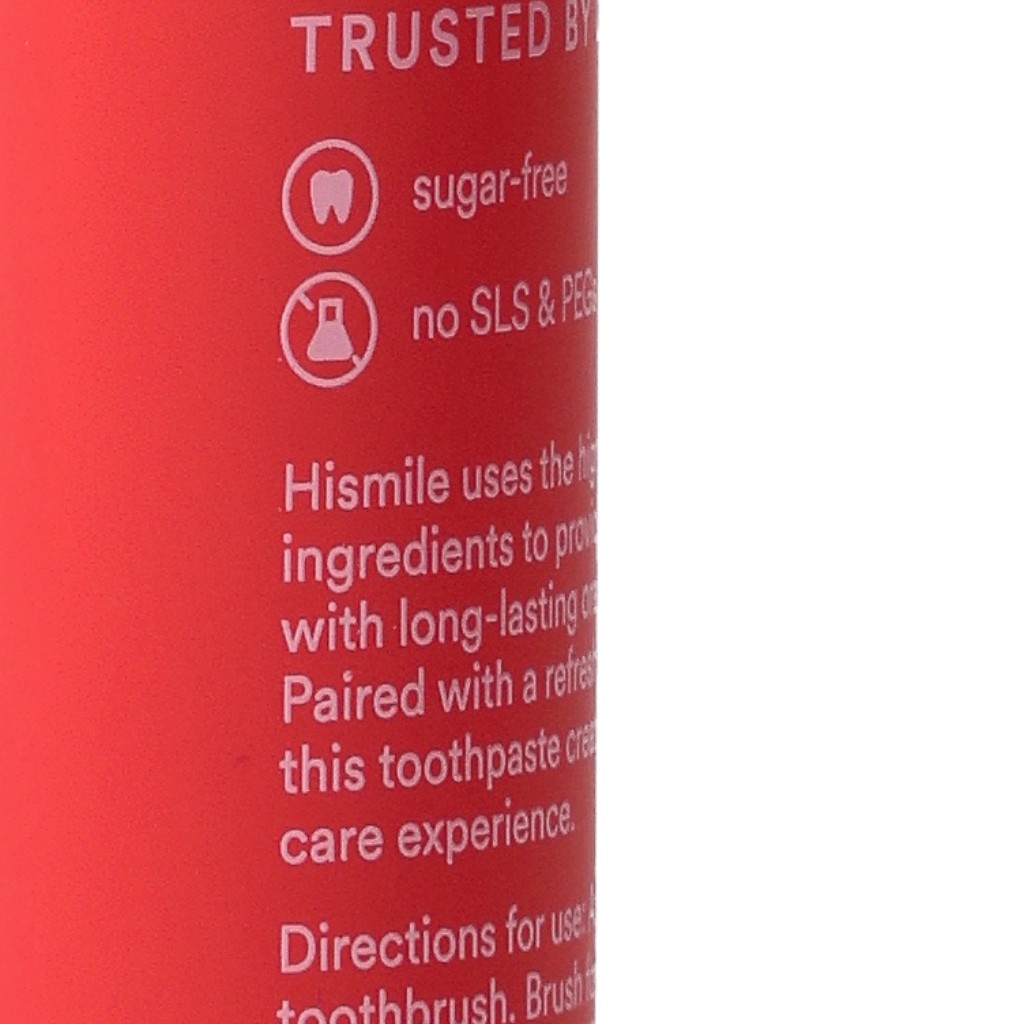 TRUSTED BY
sugar-free
no SLS & PEGs
Hismile uses the
ingredients to
with long-lasting
Paired with a
this toothpaste
care experience.
Directions for use:
toothbrush. Brush